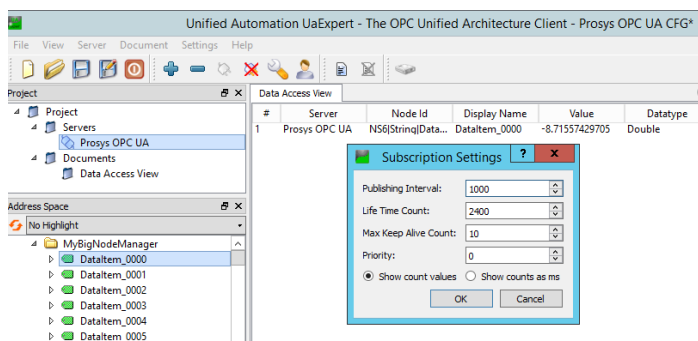 Unified Automation UaExpert - The OPC Unified Architecture Client - Prosys OPC UA CFG*
File View Server Document Settings Help
Project
Project
Servers
Prosys OPC UA
Documents
Data Access View
Address Space
No Highlight
MyBigNodeManager
DataItem_0000
DataItem_0001
DataItem_0002
DataItem_0003
DataItem_0004
DataItem_0005
Data Access View
# Server Node Id Display Name Value Datatype
1 Prosys OPC UA NS6|String|Data... DataItem_0000 -8.71557429705 Double
Subscription Settings ? x
Publishing Interval: 1000
Life Time Count: 2400
Max Keep Alive Count: 10
Priority: 0
Show count values Show counts as ms
OK Cancel